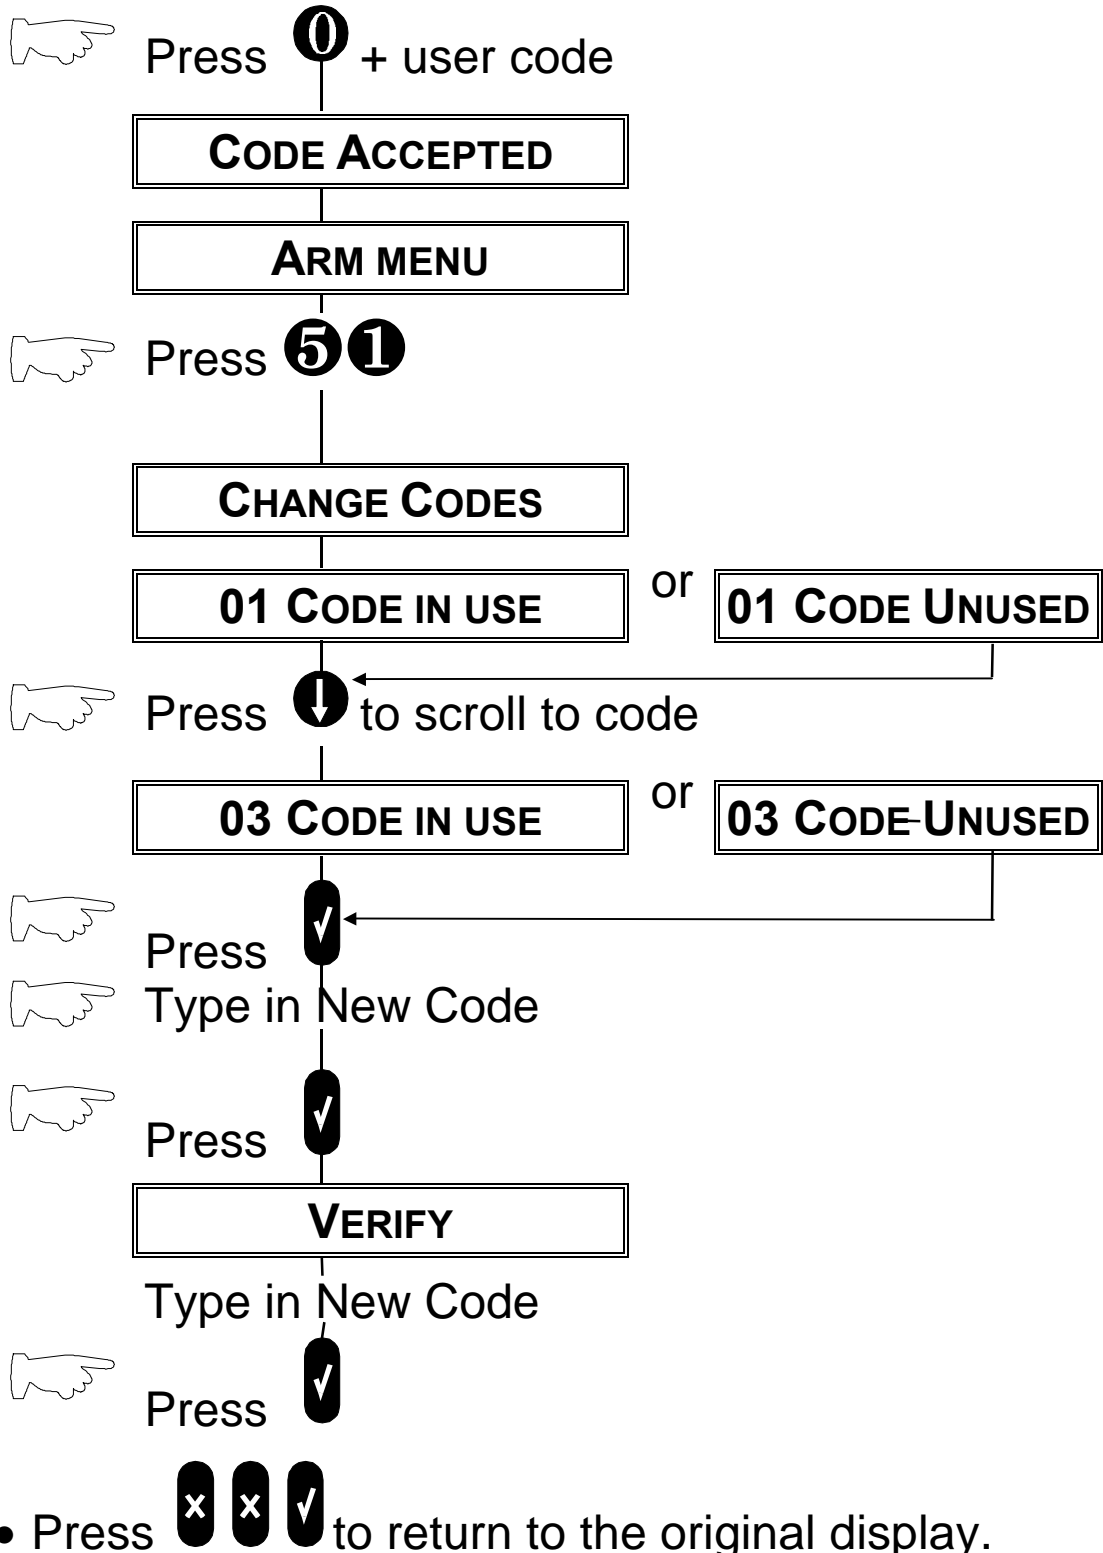 Press 0 + user code
CODE ACCEPTED
ARM MENU
Press 5 1
CHANGE CODES
01 CODE IN USE or 01 CODE UNUSED
Press ↓ to scroll to code
03 CODE IN USE or 03 CODE UNUSED
Press ✓
Type in New Code
Press ✓
VERIFY
Type in New Code
Press ✓
• Press x x ✓ to return to the original display.